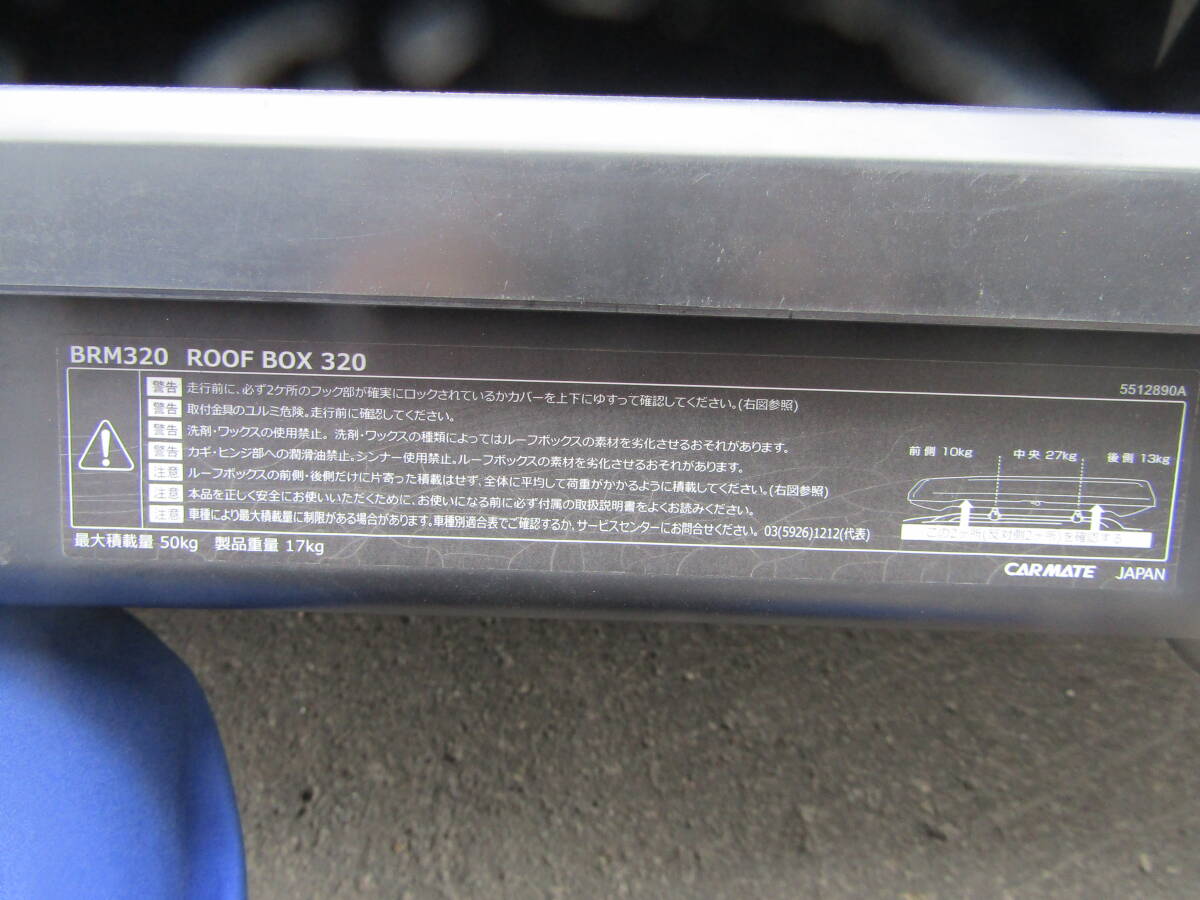 BRM320 ROOF BOX 320
5512890A
警告 走行前に、必ず2ケ所のフック部が確実にロックされているかカバーを上下にゆすって確認してください。(右図参照)
警告 取付金具のユルミ危険。走行前に確認してください。
警告 洗剤・ワックスの使用禁止。洗剤・ワックスの種類によってはルーフボックスの素材を劣化させるおそれがあります。
警告 カギ・ヒンジ部への潤滑油禁止。シンナー使用禁止。ルーフボックスの素材を劣化させるおそれがあります。
注意 ルーフボックスの前側・後側だけに片寄った積載はせず、全体に平均して荷重がかかるように積載してください。(右図参照)
注意 本品を正しく安全にお使いいただくために、お使いになる前に必ず付属の取扱説明書をよくお読みください。
注意 車種により最大積載量に制限がある場合があります。車種別適合表でご確認するか、サービスセンターにお問合せください。 03(5926)1212(代表)
前側 10kg 中央 27kg 後側 13kg
この2ヶ所(反対側2ヶ所)を確認する
最大積載量 50kg 製品重量 17kg
CARMATE JAPAN